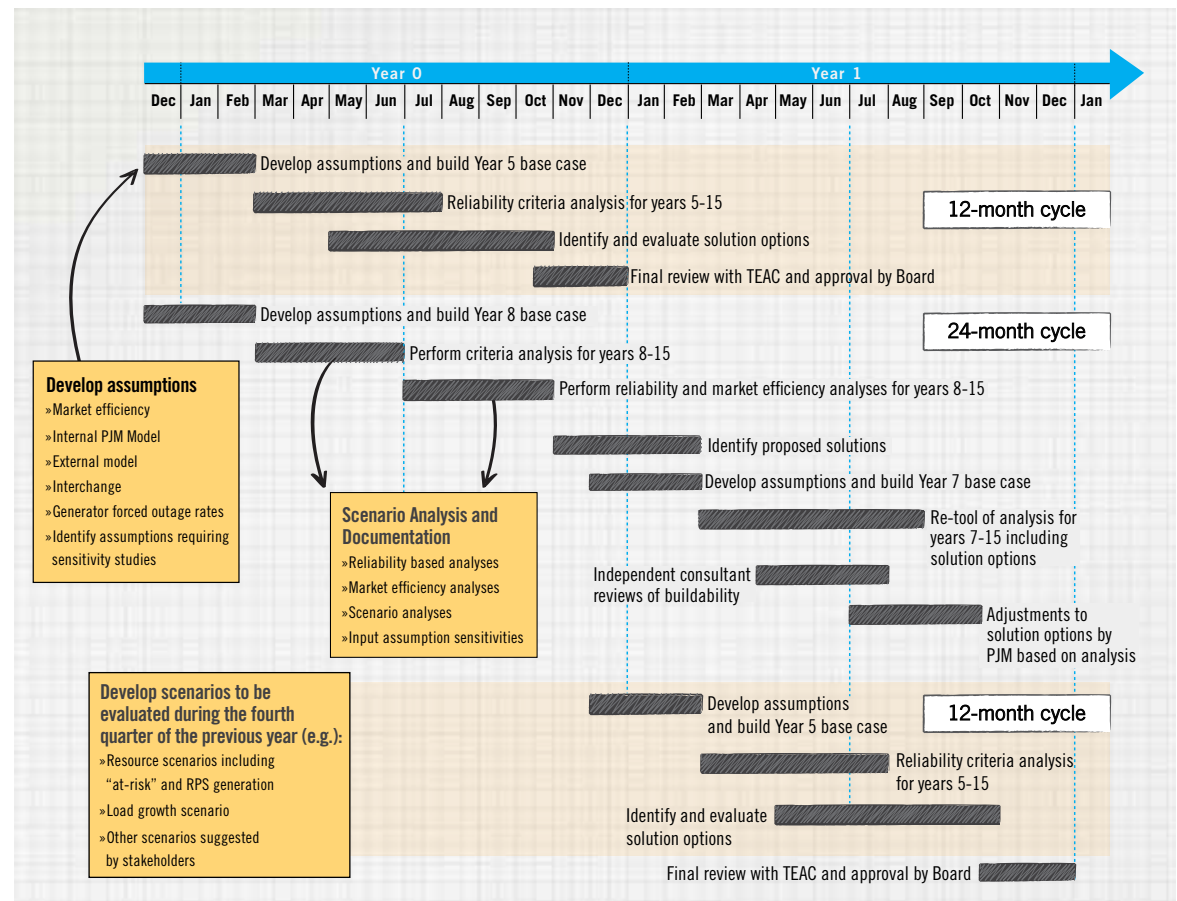 Year 0
Year 1
Dec Jan Feb Mar Apr May Jun Jul Aug Sep Oct Nov Dec Jan Feb Mar Apr May Jun Jul Aug Sep Oct Nov Dec Jan
Develop assumptions and build Year 5 base case
Reliability criteria analysis for years 5-15
12-month cycle
Identify and evaluate solution options
Final review with TEAC and approval by Board
Develop assumptions and build Year 8 base case
24-month cycle
Perform criteria analysis for years 8-15
Develop assumptions
»Market efficiency
»Internal PJM Model
»External model
»Interchange
»Generator forced outage rates
»Identify assumptions requiring
sensitivity studies
Perform reliability and market efficiency analyses for years 8-15
Identify proposed solutions
Develop assumptions and build Year 7 base case
Scenario Analysis and
Documentation
»Reliability based analyses
»Market efficiency analyses
»Scenario analyses
»Input assumption sensitivities
Re-tool of analysis for
years 7-15 including
solution options
Independent consultant
reviews of buildability
Adjustments to
solution options by
PJM based on analysis
Develop scenarios to be
evaluated during the fourth
quarter of the previous year (e.g.):
»Resource scenarios including
“at-risk” and RPS generation
»Load growth scenario
»Other scenarios suggested
by stakeholders
Develop assumptions
and build Year 5 base case
12-month cycle
Reliability criteria analysis
for years 5-15
Identify and evaluate
solution options
Final review with TEAC and approval by Board